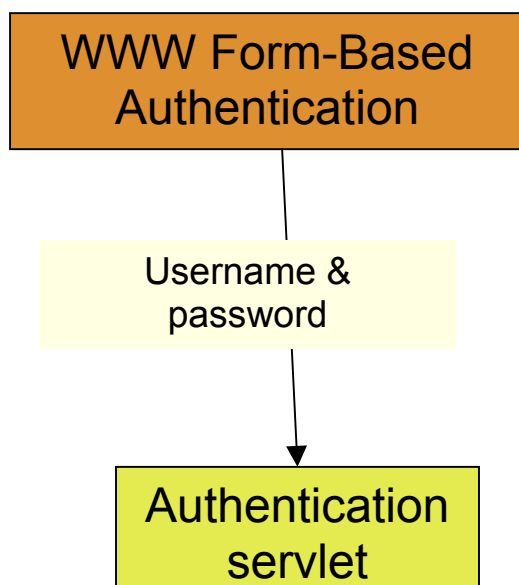 WWW Form-Based
Authentication
Username &
password
Authentication
servlet